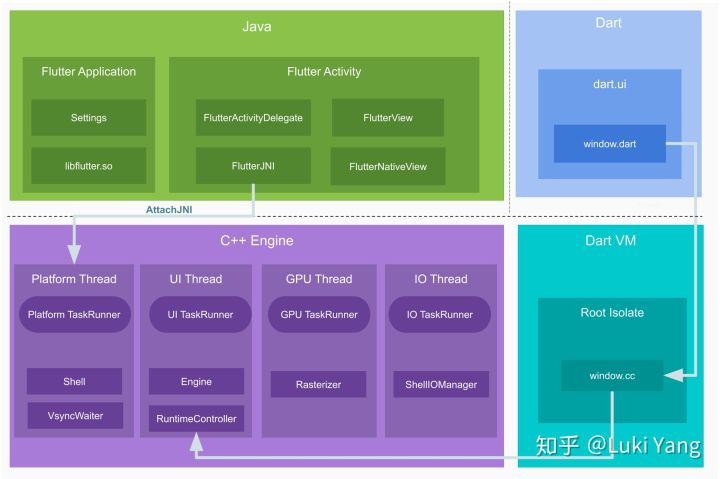 Java
Flutter Application
Settings
libflutter.so
Flutter Activity
FlutterActivityDelegate
FlutterView
FlutterJNI
FlutterNativeView
Dart
dart.ui
window.dart
AttachJNI
C++ Engine
Platform Thread
Platform TaskRunner
Shell
VsyncWaiter
UI Thread
UI TaskRunner
Engine
RuntimeController
GPU Thread
GPU TaskRunner
Rasterizer
IO Thread
IO TaskRunner
ShellIOManager
Dart VM
Root Isolate
window.cc
知乎 @Luki Yang